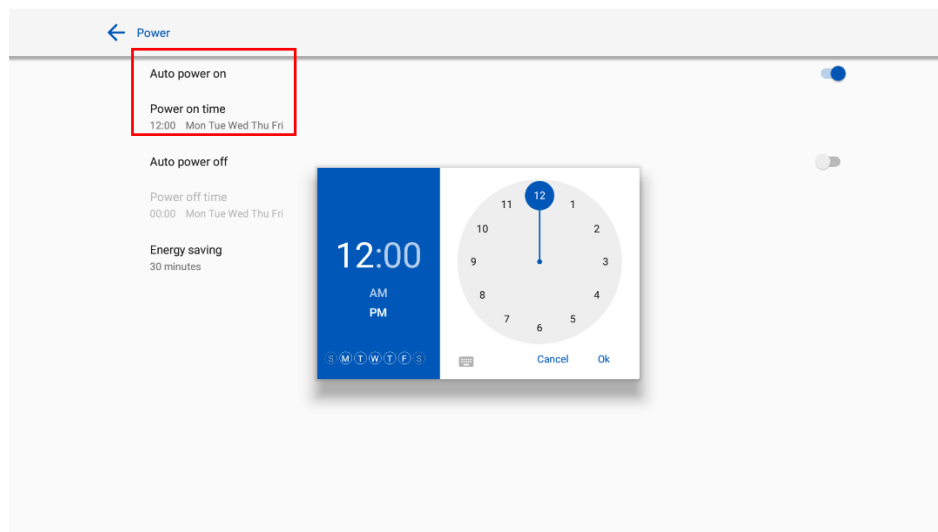 Power
Auto power on
Power on time
12:00 Mon Tue Wed Thu Fri
Auto power off
Power off time
00:00 Mon Tue Wed Thu Fri
Energy saving
30 minutes
12:00
AM
PM
S M T W T F S
12
1
2
3
4
5
6
7
8
9
10
11
Cancel Ok